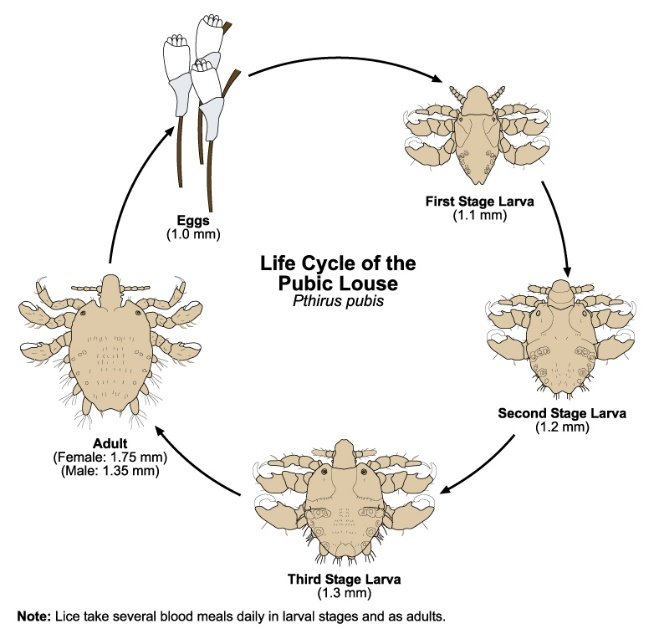 Eggs
(1.0 mm)
First Stage Larva
(1.1 mm)
Life Cycle of the
Pubic Louse
Pthirus pubis
Second Stage Larva
(1.2 mm)
Adult
(Female: 1.75 mm)
(Male: 1.35 mm)
Third Stage Larva
(1.3 mm)
Note: Lice take several blood meals daily in larval stages and as adults.